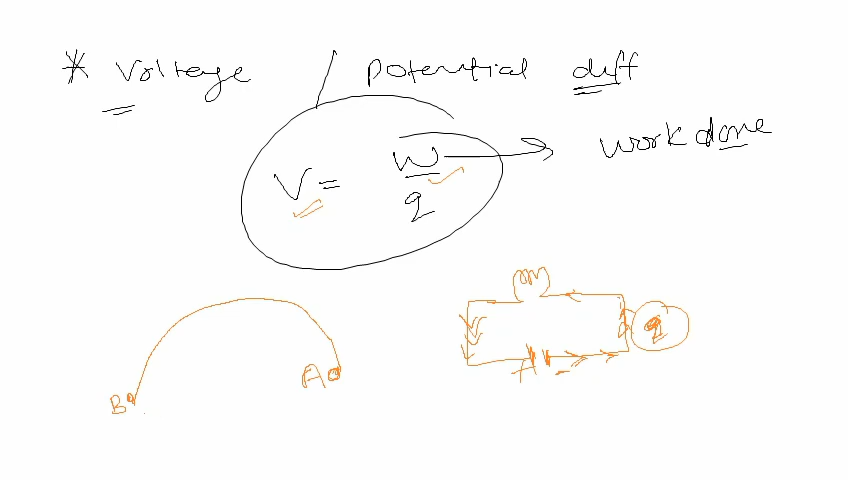 * Voltage / potential diff
V = W/q → work done
B A
q
A